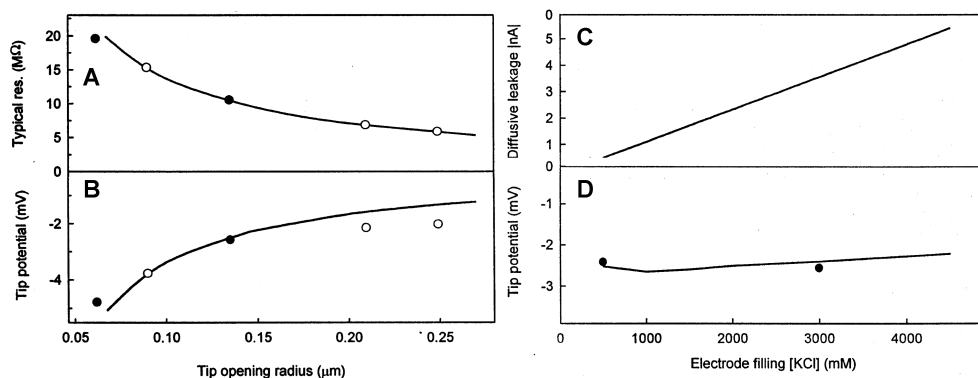 20
15
10
5
0
Typical res. (MΩ)
A
-2
-4
Tip potential (mV)
B
0.05
0.10
0.15
0.20
0.25
Tip opening radius (μm)
0
5
4
3
2
1
0
Diffusive leakage |nA|
C
-1
-2
-3
Tip potential (mV)
D
0
1000
2000
3000
4000
Electrode filling [KCl] (mM)